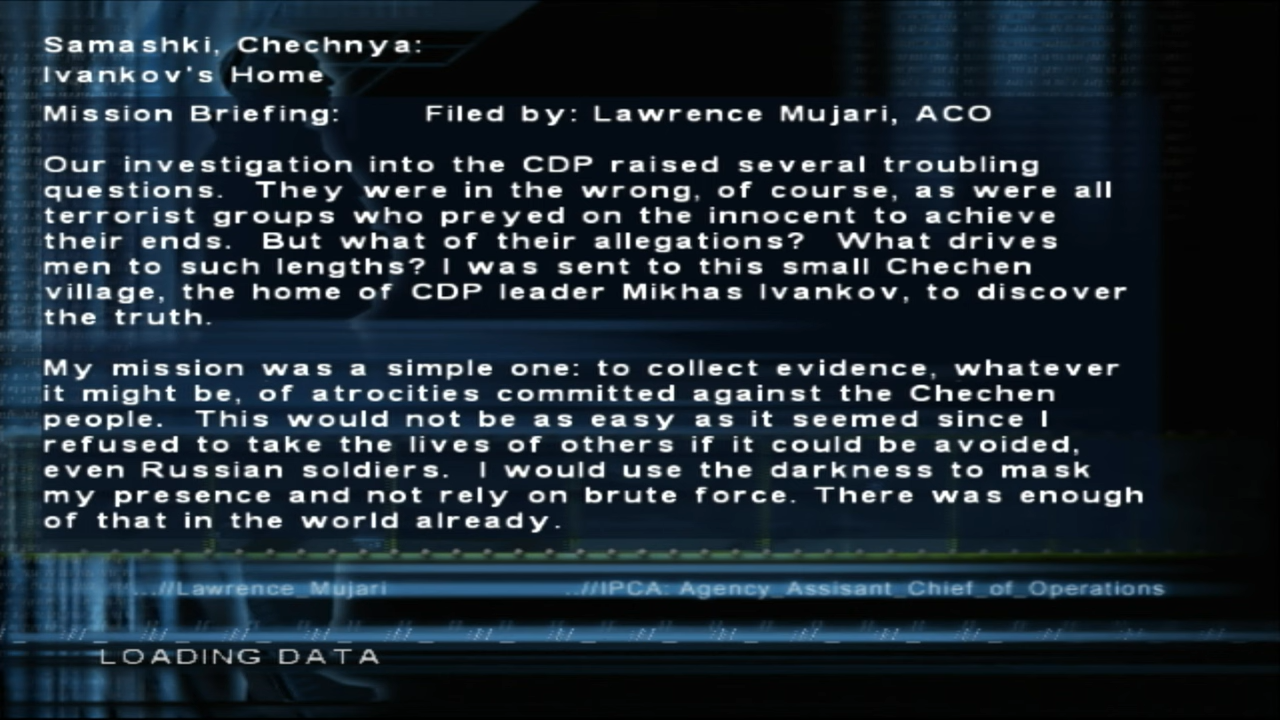 Samashki, Chechnya:
Ivankov's Home
Mission Briefing: Filed by: Lawrence Mujari, ACO
Our investigation into the CDP raised several troubling
questions. They were in the wrong, of course, as were all
terrorist groups who preyed on the innocent to achieve
their ends. But what of their allegations? What drives
men to such lengths? I was sent to this small Chechen
village, the home of CDP leader Mikhas Ivankov, to discover
the truth.
My mission was a simple one: to collect evidence, whatever
it might be, of atrocities committed against the Chechen
people. This would not be as easy as it seemed since I
refused to take the lives of others if it could be avoided,
even Russian soldiers. I would use the darkness to mask
my presence and not rely on brute force. There was enough
of that in the world already.
...//Lawrence_Mujari ...//IPCA: Agency_Assisant_Chief_of_Operations
LOADING DATA